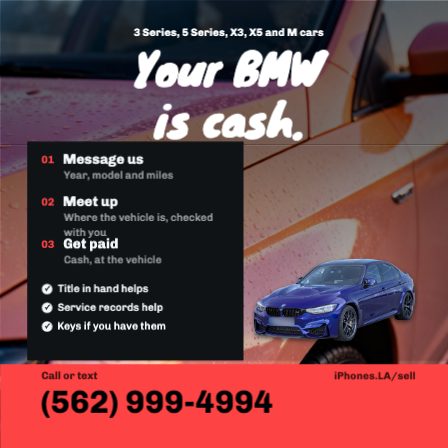 3 Series, 5 Series, X3, X5 and M cars
Your BMW
is cash.
01 Message us
Year, model and miles
02 Meet up
Where the vehicle is, checked
with you
03 Get paid
Cash, at the vehicle
Title in hand helps
Service records help
Keys if you have them
Call or text
iPhones.LA/sell
(562) 999-4994